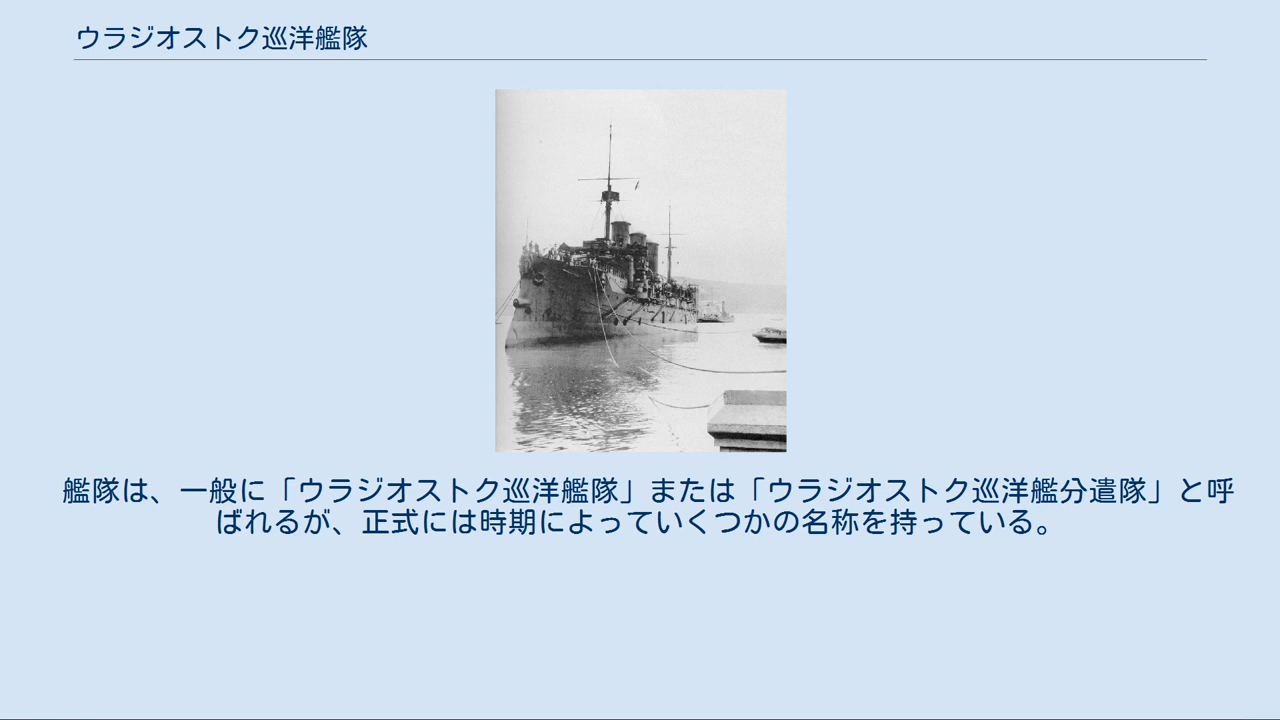 ウラジオストク巡洋艦隊
艦隊は、一般に「ウラジオストク巡洋艦隊」または「ウラジオストク巡洋艦分遣隊」と呼
ばれるが、正式には時期によっていくつかの名称を持っている。